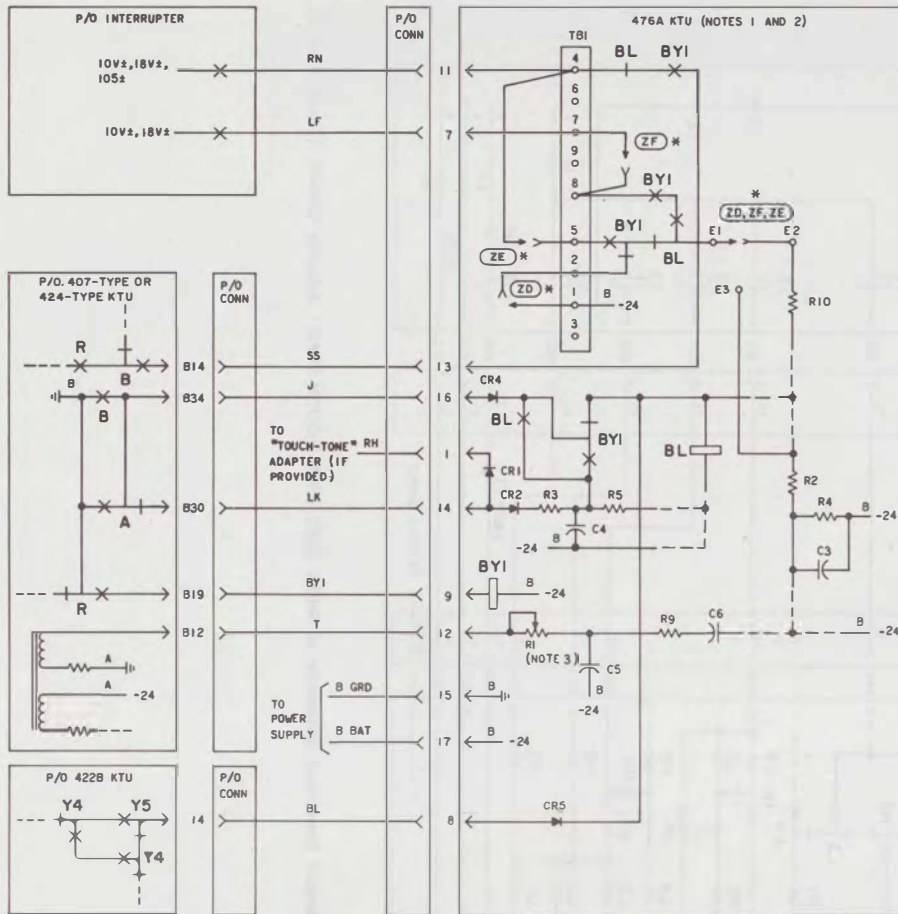 P/O INTERRUPTER
10V±,18V±,
105±
10V±,18V±
RN
LF
P/O
CONN
11
7
476A KTU (NOTES 1 AND 2)
TB1
4
6
7
9
8
5
2
1
3
BL
BY1
ZF *
BY1
BY1
BL
ZE *
ZD *
B
-24
*
ZD,ZF,ZE
E1
E2
E3
R10
P/O 407-TYPE OR
424-TYPE KTU
R
B
B
B
A
R
A
A
-24
B14
B34
B30
B19
B12
P/O
CONN
SS
J
TO
"TOUCH-TONE"
ADAPTER (IF
PROVIDED)
RH
LK
BY1
T
TO
POWER
SUPPLY
B GRD
B BAT
13
16
1
14
9
12
15
17
CR4
BL
BY1
BL
CR1
CR2
R3
R5
C4
B
-24
R2
R4
B
-24
C3
BY1
B
-24
R1
(NOTE 3)
C5
B
-24
R9
C6
B
-24
B
B
-24
P/O 422B KTU
Y4
Y5
Y4
14
P/O
CONN
BL
8
CR5